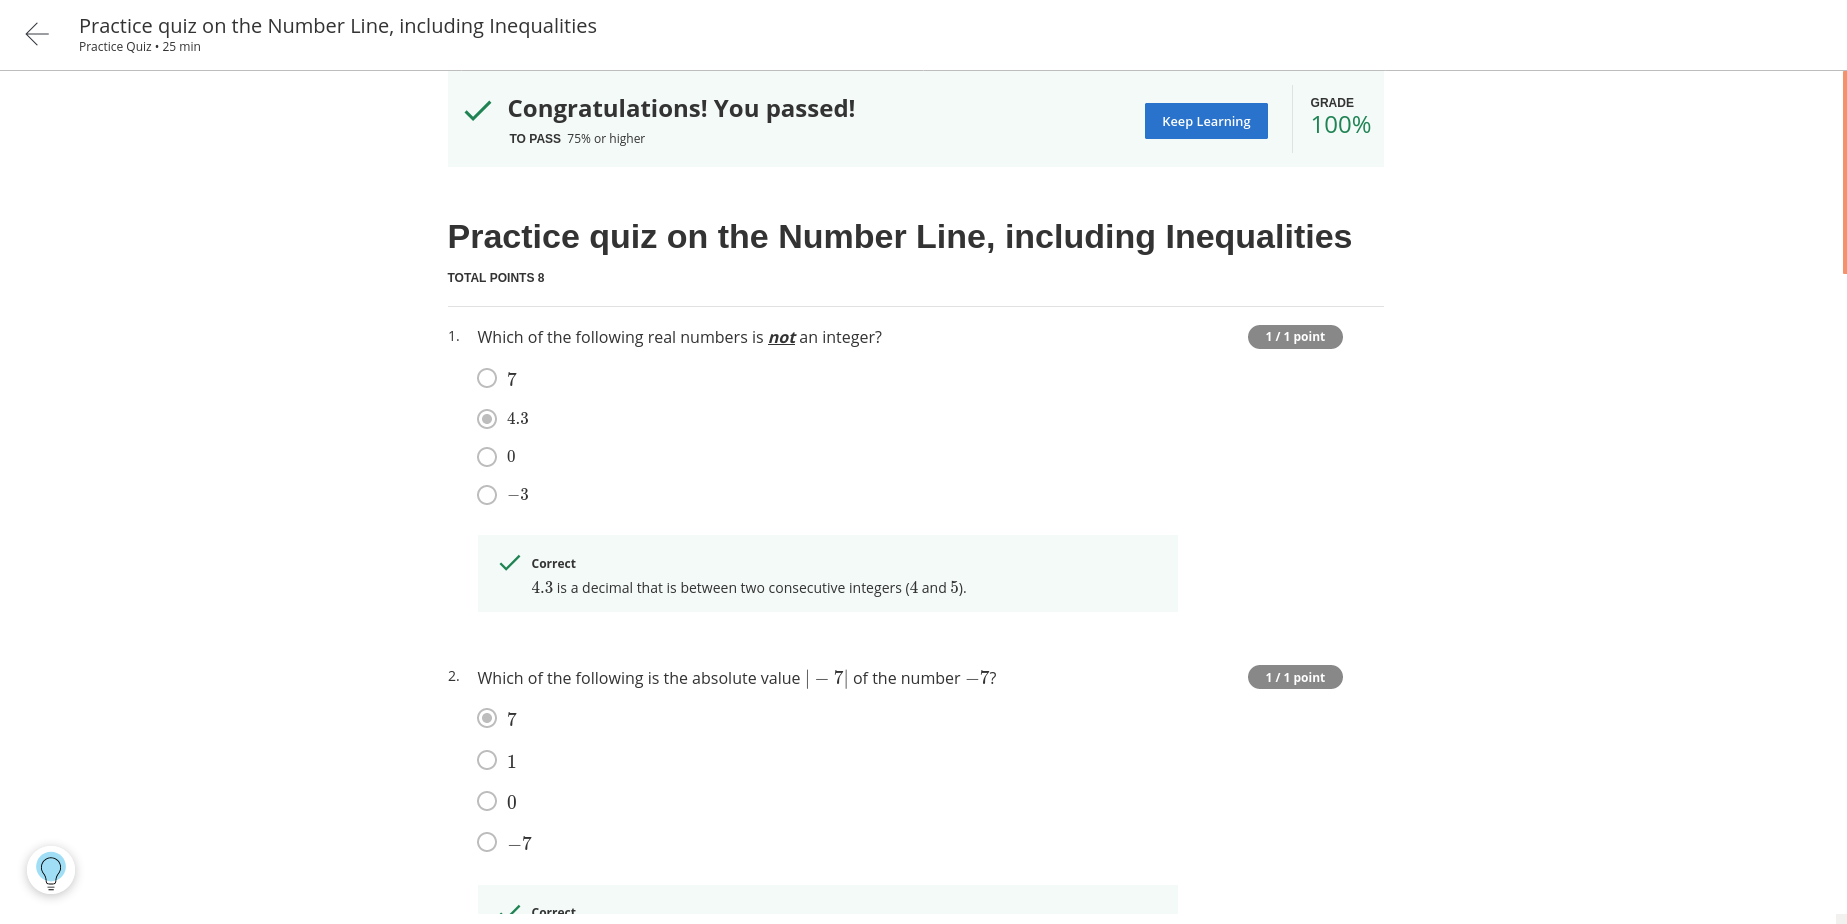 Practice quiz on the Number Line, including Inequalities
Practice Quiz • 25 min
Congratulations! You passed!
TO PASS 75% or higher
Keep Learning
GRADE
100%
Practice quiz on the Number Line, including Inequalities
TOTAL POINTS 8
1. Which of the following real numbers is not an integer?
1 / 1 point
7
4.3
0
−3
Correct
4.3 is a decimal that is between two consecutive integers (4 and 5).
2. Which of the following is the absolute value | − 7| of the number −7?
1 / 1 point
7
1
0
−7
Correct